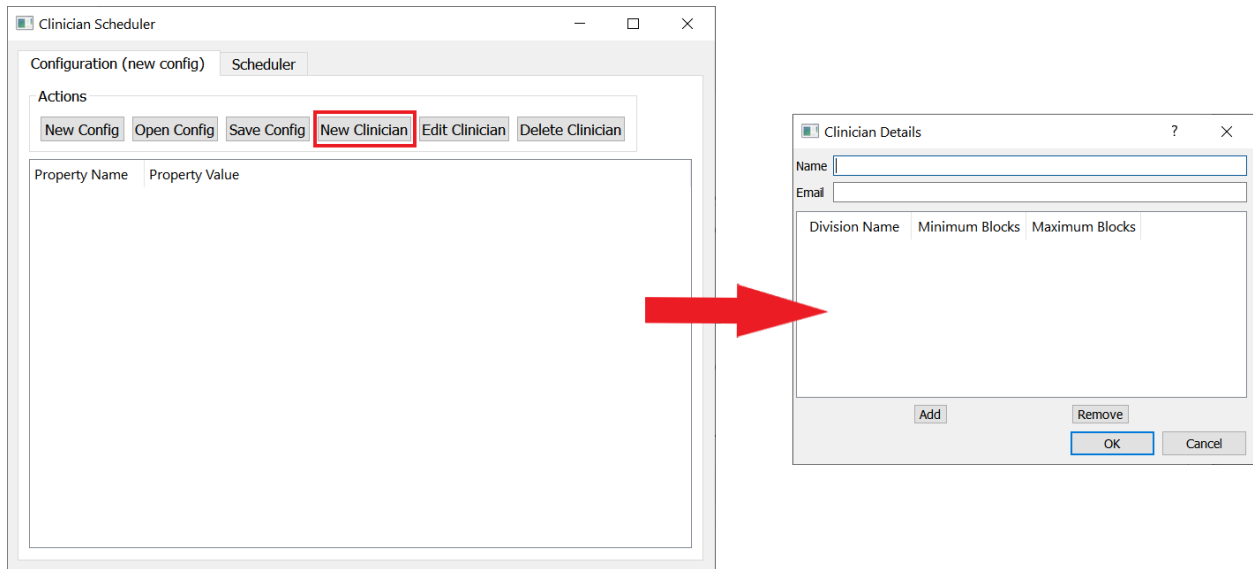 Clinician Scheduler
Configuration (new config) Scheduler
Actions
New Config Open Config Save Config New Clinician Edit Clinician Delete Clinician
Property Name Property Value
Clinician Details ?
Name
Email
Division Name Minimum Blocks Maximum Blocks
Add Remove
OK Cancel